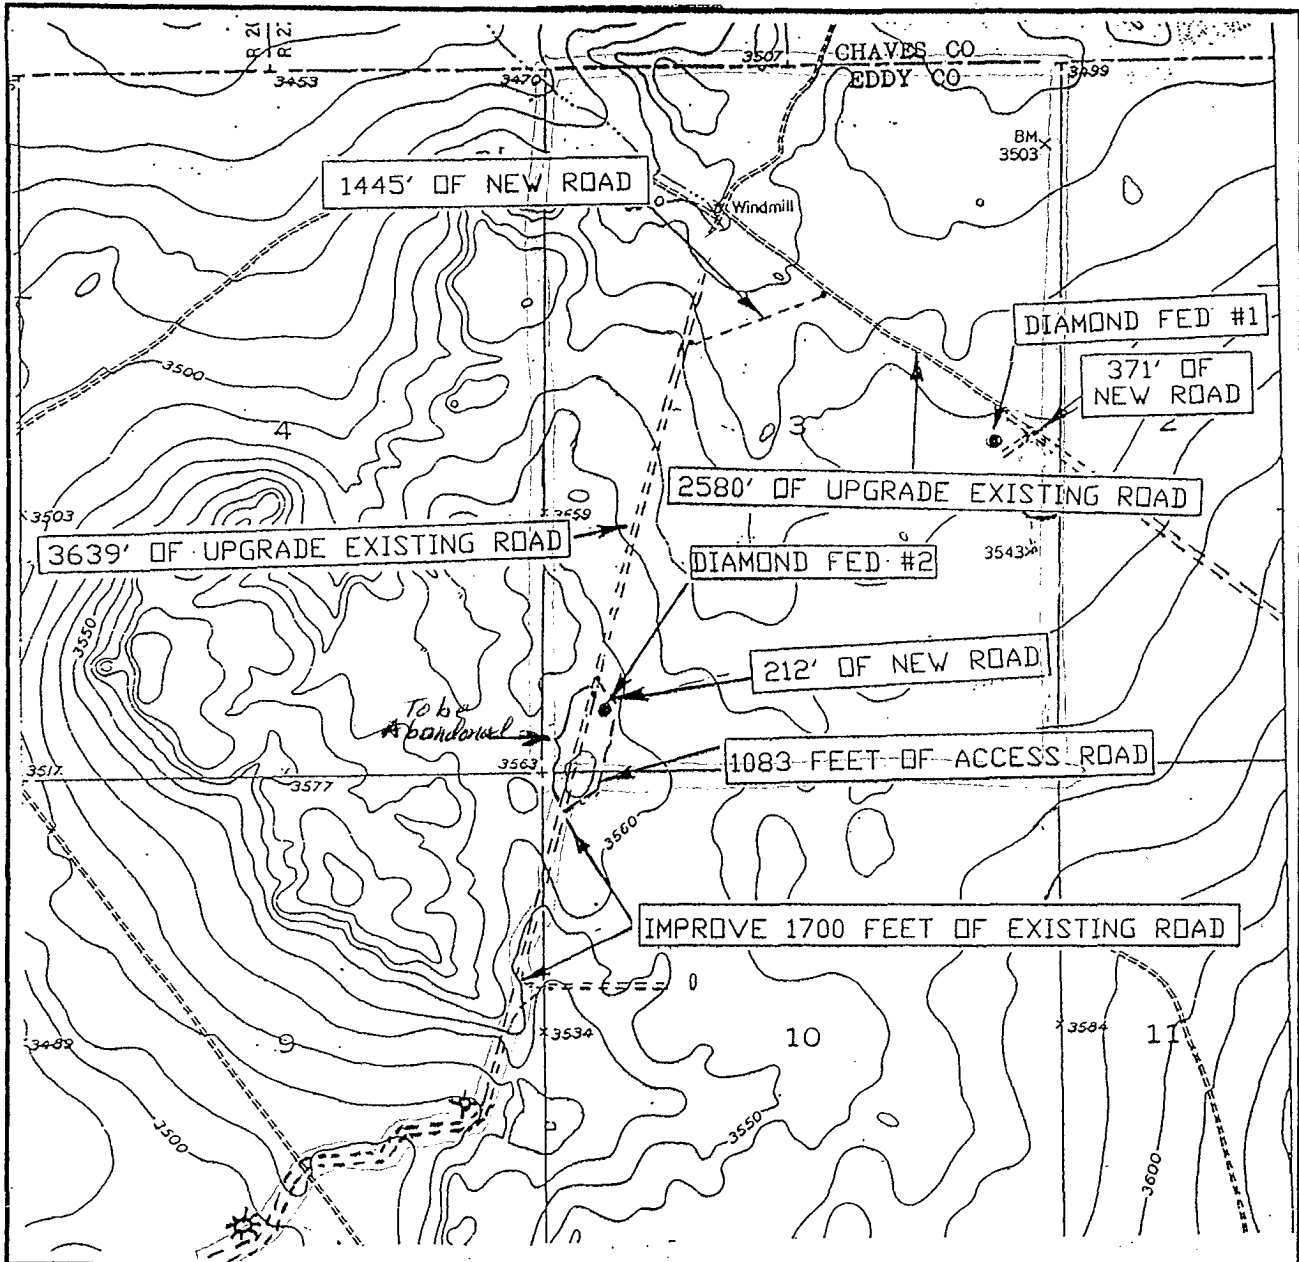 R 2
R 2
3453
3470
3507
CHAVES CO
EDDY CO
3499
BM
3503
1445' OF NEW ROAD
Windmill
DIAMOND FED #1
371' OF
NEW ROAD
3500
4
3
2
2580' OF UPGRADE EXISTING ROAD
3503
3559
3639' OF UPGRADE EXISTING ROAD
DIAMOND FED #2
3543
3550
212' OF NEW ROAD
To be
Abandoned
3517
3563
1083 FEET OF ACCESS ROAD
3577
3560
IMPROVE 1700 FEET OF EXISTING ROAD
3489
9
3534
10
3584
11
3500
3550
3600